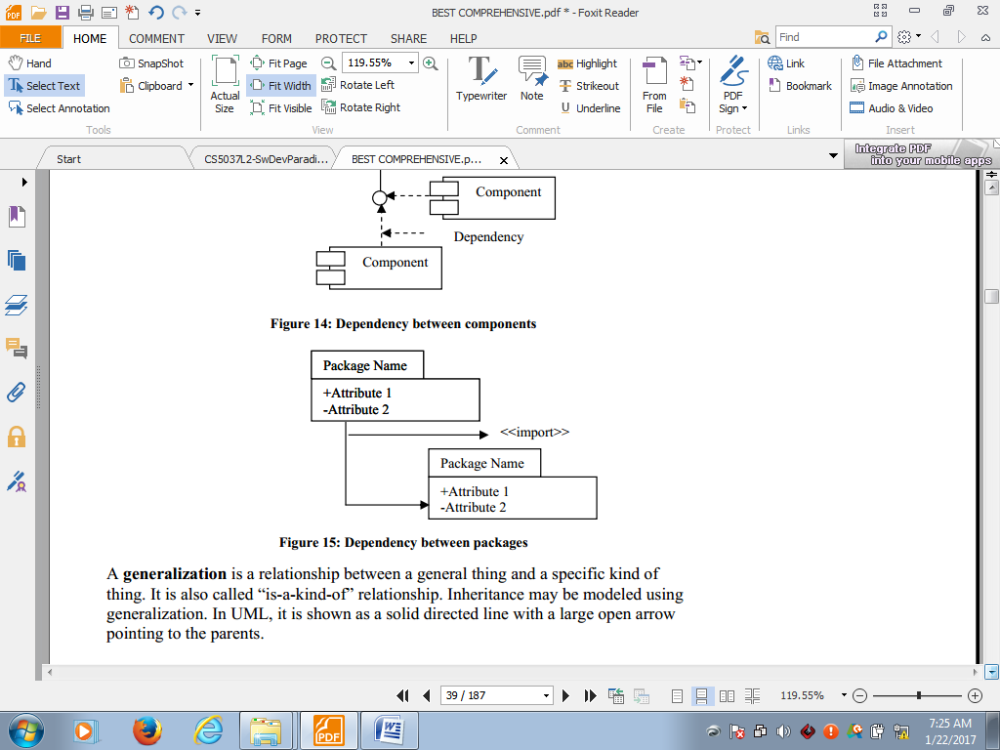 BEST COMPREHENSIVE.pdf * - Foxit Reader
FILE HOME COMMENT VIEW FORM PROTECT SHARE HELP Find
Hand SnapShot Fit Page 119.55% abc Highlight Link File Attachment
Select Text Clipboard Fit Width Rotate Left Strikeout Bookmark Image Annotation
Select Annotation Actual Size Fit Visible Rotate Right Typewriter Note U Underline From File PDF Sign Audio & Video
Tools View Comment Create Protect Links Insert
Start CS5037L2-SwDevParadi... BEST COMPREHENSIVE.p... Integrate PDF
into your mobile apps
Component
Dependency
Component
Figure 14: Dependency between components
Package Name
+Attribute 1
-Attribute 2
<<import>>
Package Name
+Attribute 1
-Attribute 2
Figure 15: Dependency between packages
A generalization is a relationship between a general thing and a specific kind of
thing. It is also called “is-a-kind-of” relationship. Inheritance may be modeled using
generalization. In UML, it is shown as a solid directed line with a large open arrow
pointing to the parents.
39 / 187 119.55%
PDF
7:25 AM
1/22/2017